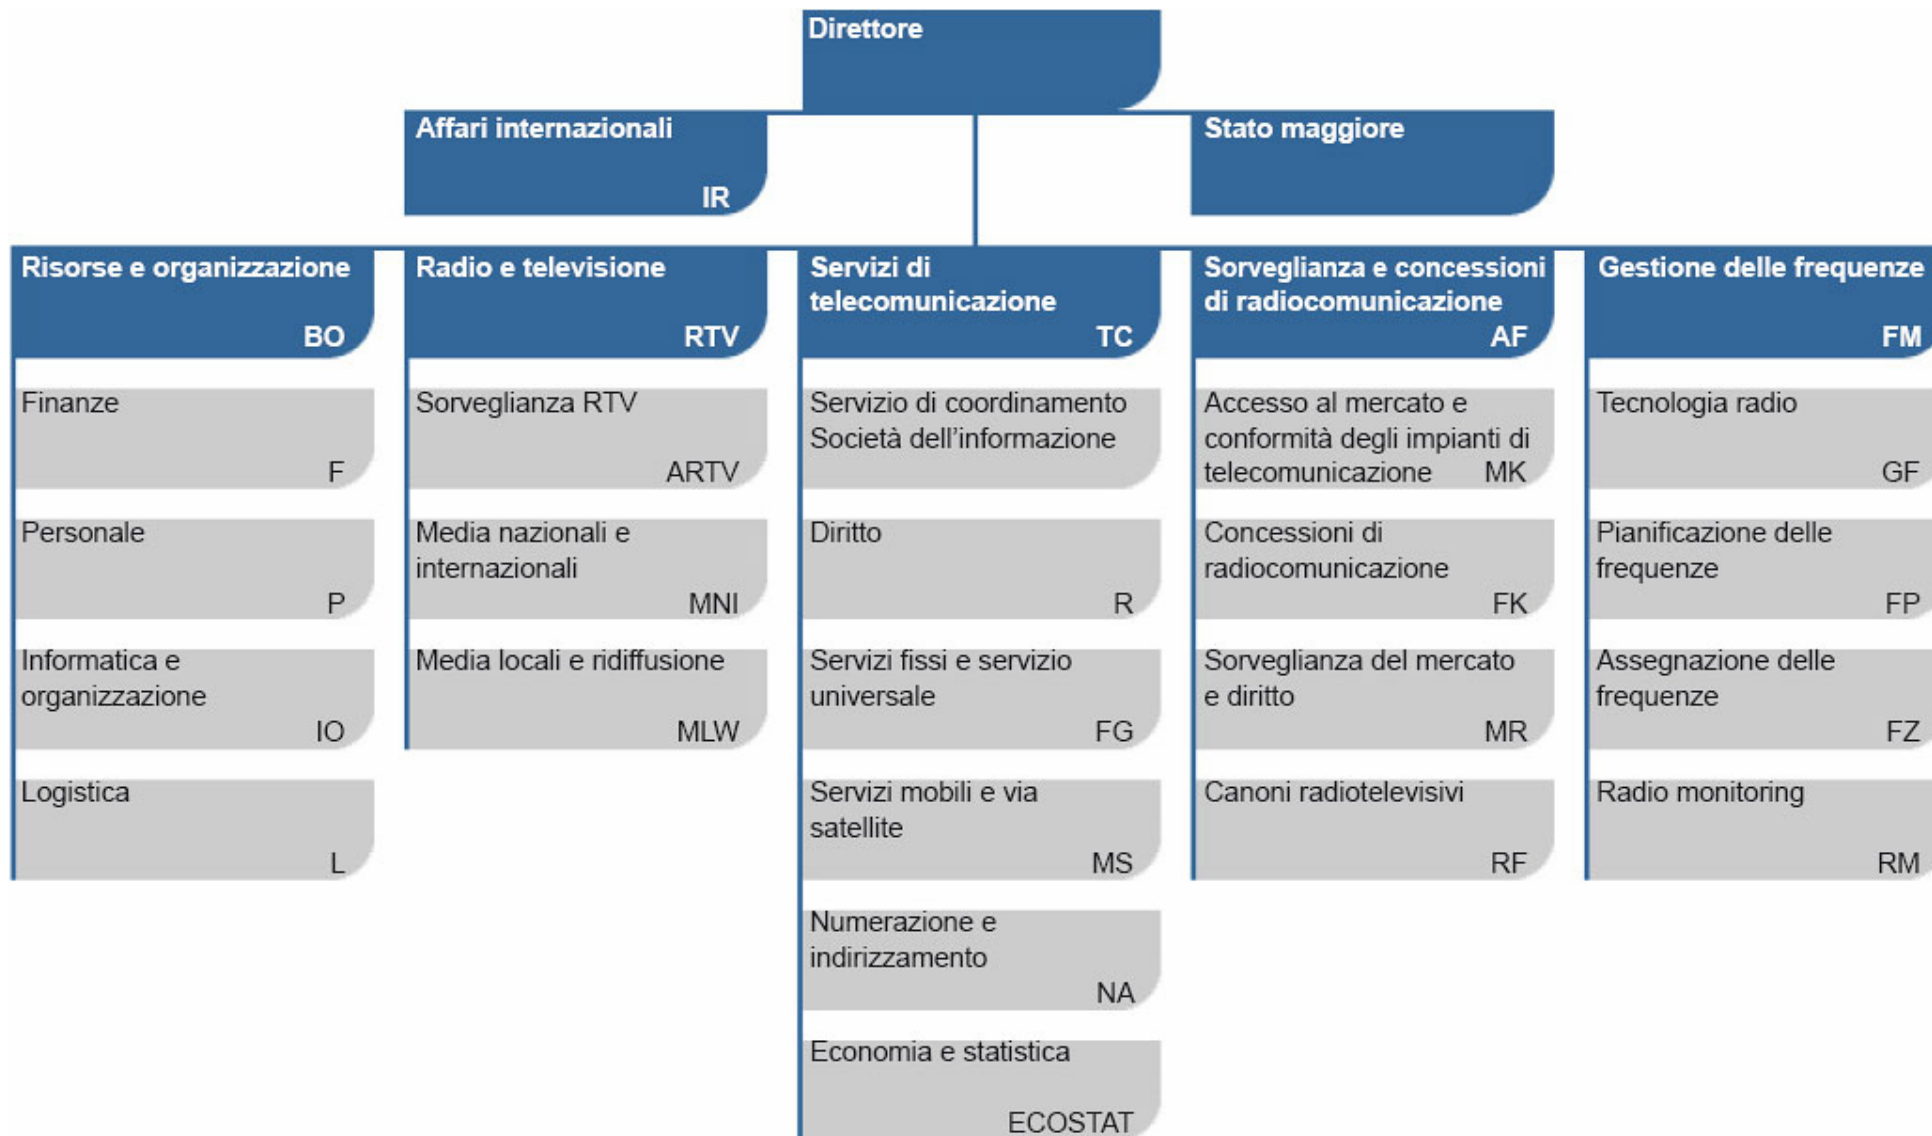 Direttore
Affari internazionali
IR
Stato maggiore
Risorse e organizzazione
BO
Finanze
F
Personale
P
Informatica e
organizzazione
IO
Logistica
L
Radio e televisione
RTV
Sorveglianza RTV
ARTV
Media nazionali e
internazionali
MNI
Media locali e ridiffusione
MLW
Servizi di
telecomunicazione
TC
Servizio di coordinamento
Società dell'informazione
Diritto
R
Servizi fissi e servizio
universale
FG
Servizi mobili e via
satellite
MS
Numerazione e
indirizzamento
NA
Economia e statistica
ECOSTAT
Sorveglianza e concessioni
di radiocomunicazione
AF
Accesso al mercato e
conformità degli impianti di
telecomunicazione MK
Concessioni di
radiocomunicazione
FK
Sorveglianza del mercato
e diritto
MR
Canoni radiotelevisivi
RF
Gestione delle frequenze
FM
Tecnologia radio
GF
Pianificazione delle
frequenze
FP
Assegnazione delle
frequenze
FZ
Radio monitoring
RM